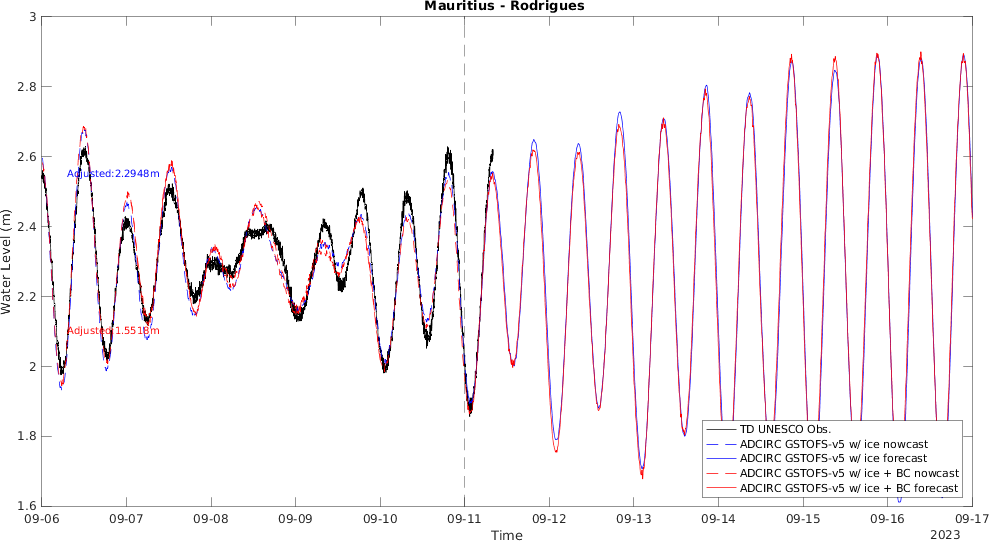 Mauritius - Rodrigues
Water Level (m)
3
2.8
2.6
2.4
2.2
2
1.8
1.6
Adjusted:2.2948m
Adjusted:1.5518m
TD UNESCO Obs.
ADCIRC GSTOFS-v5 w/ ice nowcast
ADCIRC GSTOFS-v5 w/ ice forecast
ADCIRC GSTOFS-v5 w/ ice + BC nowcast
ADCIRC GSTOFS-v5 w/ ice + BC forecast
09-06 09-07 09-08 09-09 09-10 09-11 09-12 09-13 09-14 09-15 09-16 09-17
Time
2023